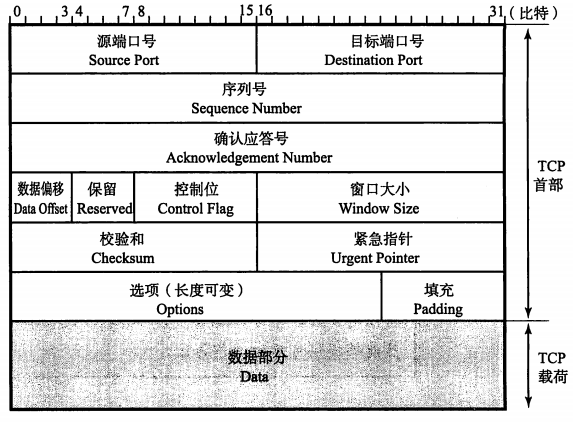 0 3 4 7 8 15 16 31 (比特)
源端口号 目标端口号
Source Port Destination Port
序列号
Sequence Number
确认应答号
Acknowledgement Number
TCP
首部
数据偏移 保留 控制位 窗口大小
Data Offset Reserved Control Flag Window Size
校验和 紧急指针
Checksum Urgent Pointer
选项(长度可变) 填充
Options Padding
数据部分
Data
TCP
载荷